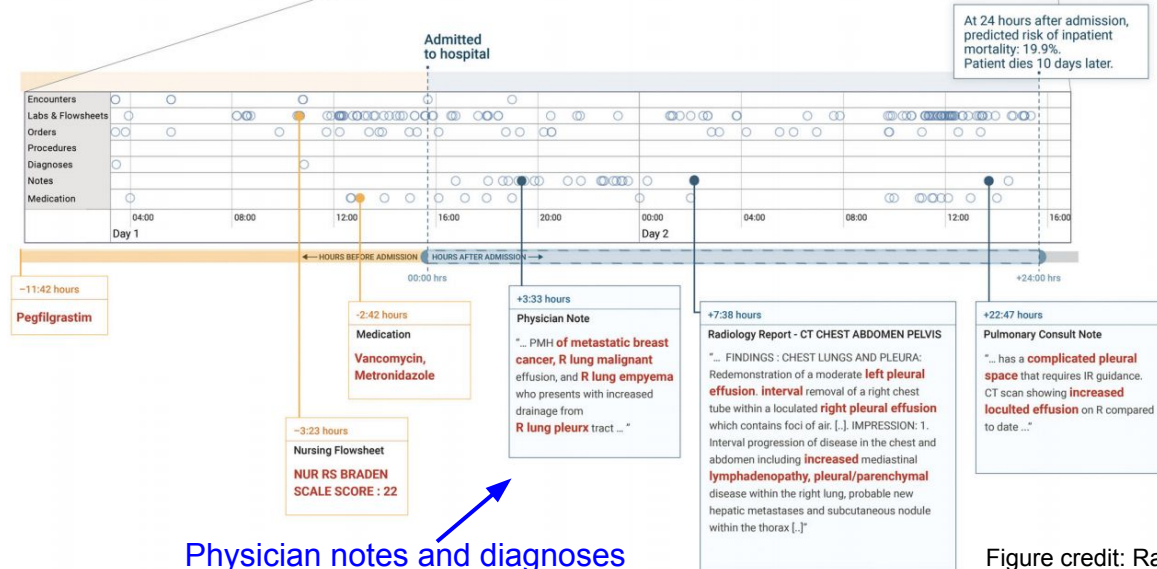 At 24 hours after admission,
predicted risk of inpatient
mortality: 19.9%.
Patient dies 10 days later.
Admitted
to hospital
Encounters
Labs & Flowsheets
Orders
Procedures
Diagnoses
Notes
Medication
04:00
08:00
12:00
16:00
20:00
00:00
04:00
08:00
12:00
16:00
Day 1
Day 2
HOURS BEFORE ADMISSION
HOURS AFTER ADMISSION
00:00 hrs
+24:00 hrs
−11:42 hours
Pegfilgrastim
−3:23 hours
Nursing Flowsheet
NUR RS BRADEN
SCALE SCORE : 22
-2:42 hours
Medication
Vancomycin,
Metronidazole
+3:33 hours
Physician Note
“... PMH of metastatic breast
cancer, R lung malignant
effusion, and R lung empyema
who presents with increased
drainage from
R lung pleurx tract ... “
+7:38 hours
Radiology Report - CT CHEST ABDOMEN PELVIS
“... FINDINGS : CHEST LUNGS AND PLEURA:
Redemonstration of a moderate left pleural
effusion. interval removal of a right chest
tube within a loculated right pleural effusion
which contains foci of air. [..]. IMPRESSION: 1.
Interval progression of disease in the chest and
abdomen including increased mediastinal
lymphadenopathy, pleural/parenchymal
disease within the right lung, probable new
hepatic metastases and subcutaneous nodule
within the thorax [..]”
+22:47 hours
Pulmonary Consult Note
“... has a complicated pleural
space that requires IR guidance.
CT scan showing increased
loculted effusion on R compared
to date ...”
Physician notes and diagnoses
Figure credit: Ra